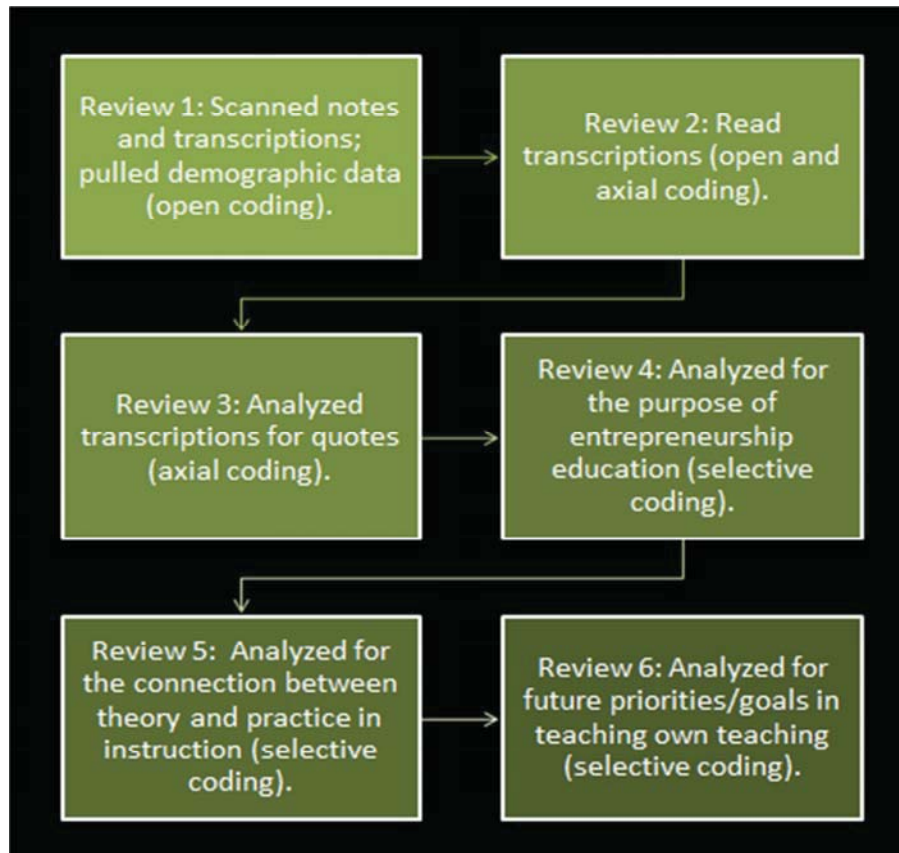 Review 1: Scanned notes
and transcriptions;
pulled demographic data
(open coding).
Review 2: Read
transcriptions (open and
axial coding).
Review 3: Analyzed
transcriptions for quotes
(axial coding).
Review 4: Analyzed for
the purpose of
entrepreneurship
education (selective
coding).
Review 5:  Analyzed for
the connection between
theory and practice in
instruction (selective
coding).
Review 6: Analyzed for
future priorities/goals in
teaching own teaching
(selective coding).